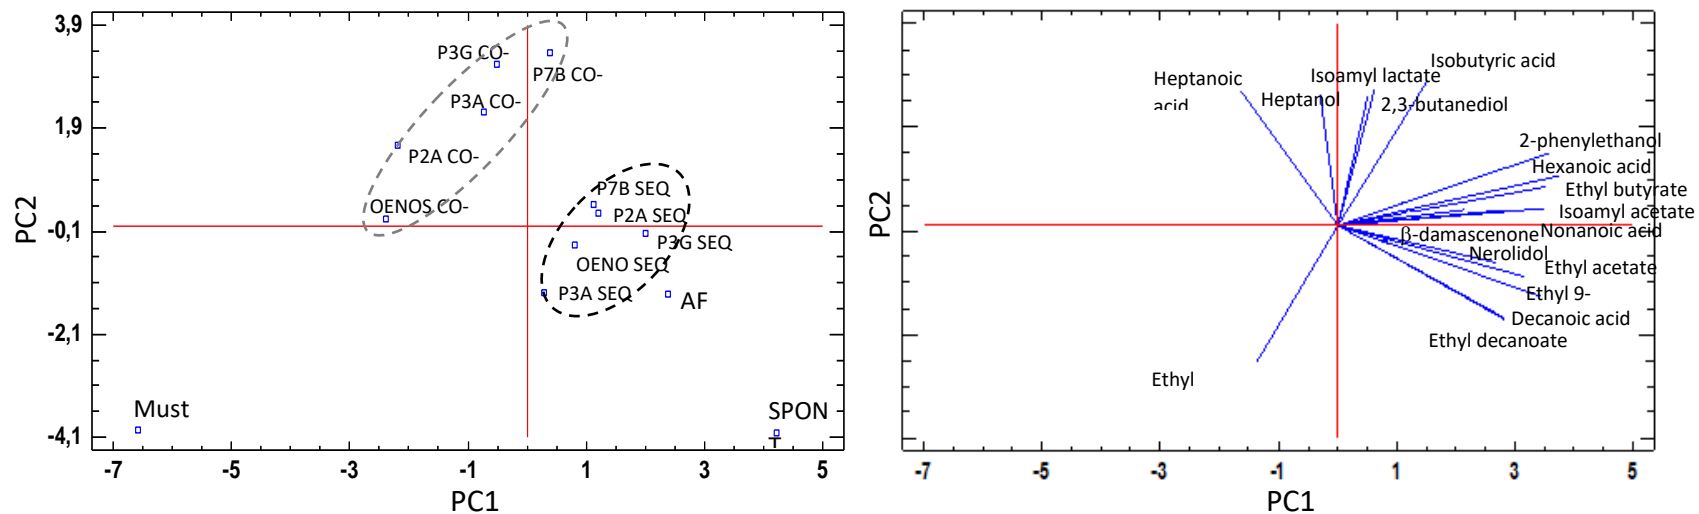 3,9
1,9
-0,1
-2,1
-4,1
PC2
P3G CO-
P7B CO-
P3A CO-
P2A CO-
OENOS CO-
P7B SEQ
P2A SEQ
P3G SEQ
OENO SEQ
P3A SEQ
AF
Must
SPON
T
-7 -5 -3 -1 1 3 5
PC1
PC2
Isobutyric acid
Heptanoic
acid
Isoamyl lactate
Heptanol
2,3-butanediol
2-phenylethanol
Hexanoic acid
Ethyl butyrate
Isoamyl acetate
Nonanoic acid
β-damascenone
Nerolidol
Ethyl acetate
Ethyl 9-
Decanoic acid
Ethyl decanoate
Ethyl
-7 -5 -3 -1 1 3 5
PC1